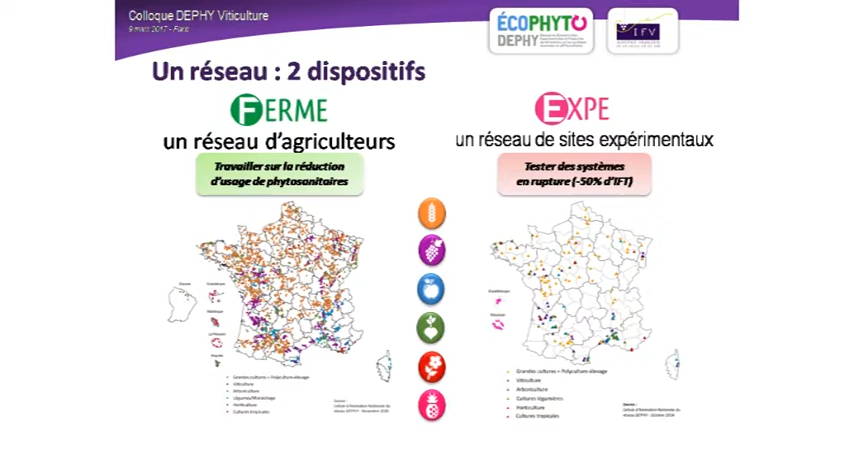 Colloque DEPHY Viticulture
9 mars 2017 - Paris
ÉCOPHYTO
DEPHY
IFV
Un réseau : 2 dispositifs
FERME
un réseau d'agriculteurs
Travailler sur la réduction
d'usage de phytosanitaires
EXPE
un réseau de sites expérimentaux
Tester des systèmes
en rupture (-50% d'IFT)
Guadeloupe
Grandes cultures + Polyculture-élevage
Viticulture
Arboriculture
Légumes/Maraîchage
Horticulture
Cultures tropicales
Guadeloupe
Réunion
Grandes cultures + Polyculture-élevage
Viticulture
Arboriculture
Cultures légumières
Horticulture
Cultures tropicales